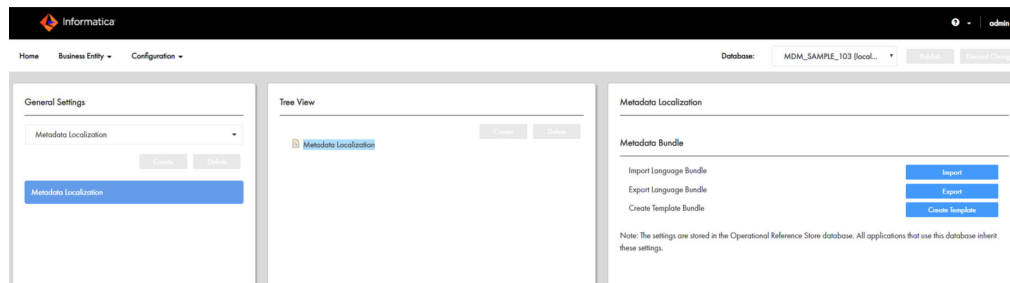 Informatica
admin
Home Business Entity Configuration
Database: MDM_SAMPLE_103 (local... Publish Discard Chang
General Settings
Metadata Localization
Create Delete
Metadata Localization
Tree View
Create Delete
Metadata Localization
Metadata Localization
Metadata Bundle
Import Language Bundle Import
Export Language Bundle Export
Create Template Bundle Create Template
Note: The settings are stored in the Operational Reference Store database. All applications that use this database inherit
these settings.